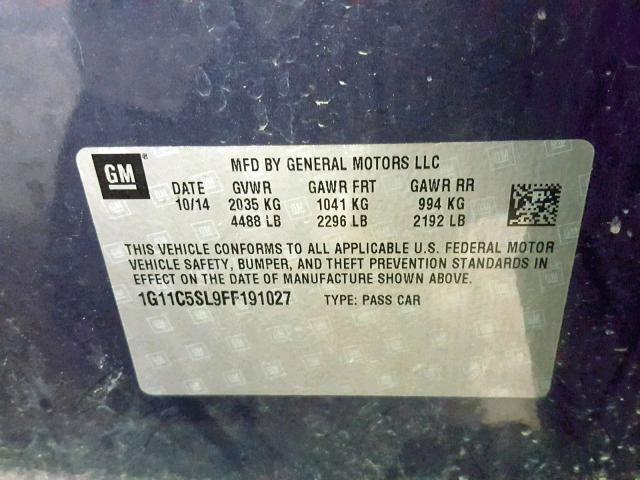 GM ® MFD BY GENERAL MOTORS LLC
DATE GVWR GAWR FRT GAWR RR
10/14 2035 KG 1041 KG 994 KG
4488 LB 2296 LB 2192 LB
THIS VEHICLE CONFORMS TO ALL APPLICABLE U.S. FEDERAL MOTOR
VEHICLE SAFETY, BUMPER, AND THEFT PREVENTION STANDARDS IN
EFFECT ON THE DATE OF MANUFACTURE SHOWN ABOVE.
1G11C5SL9FF191027 TYPE: PASS CAR